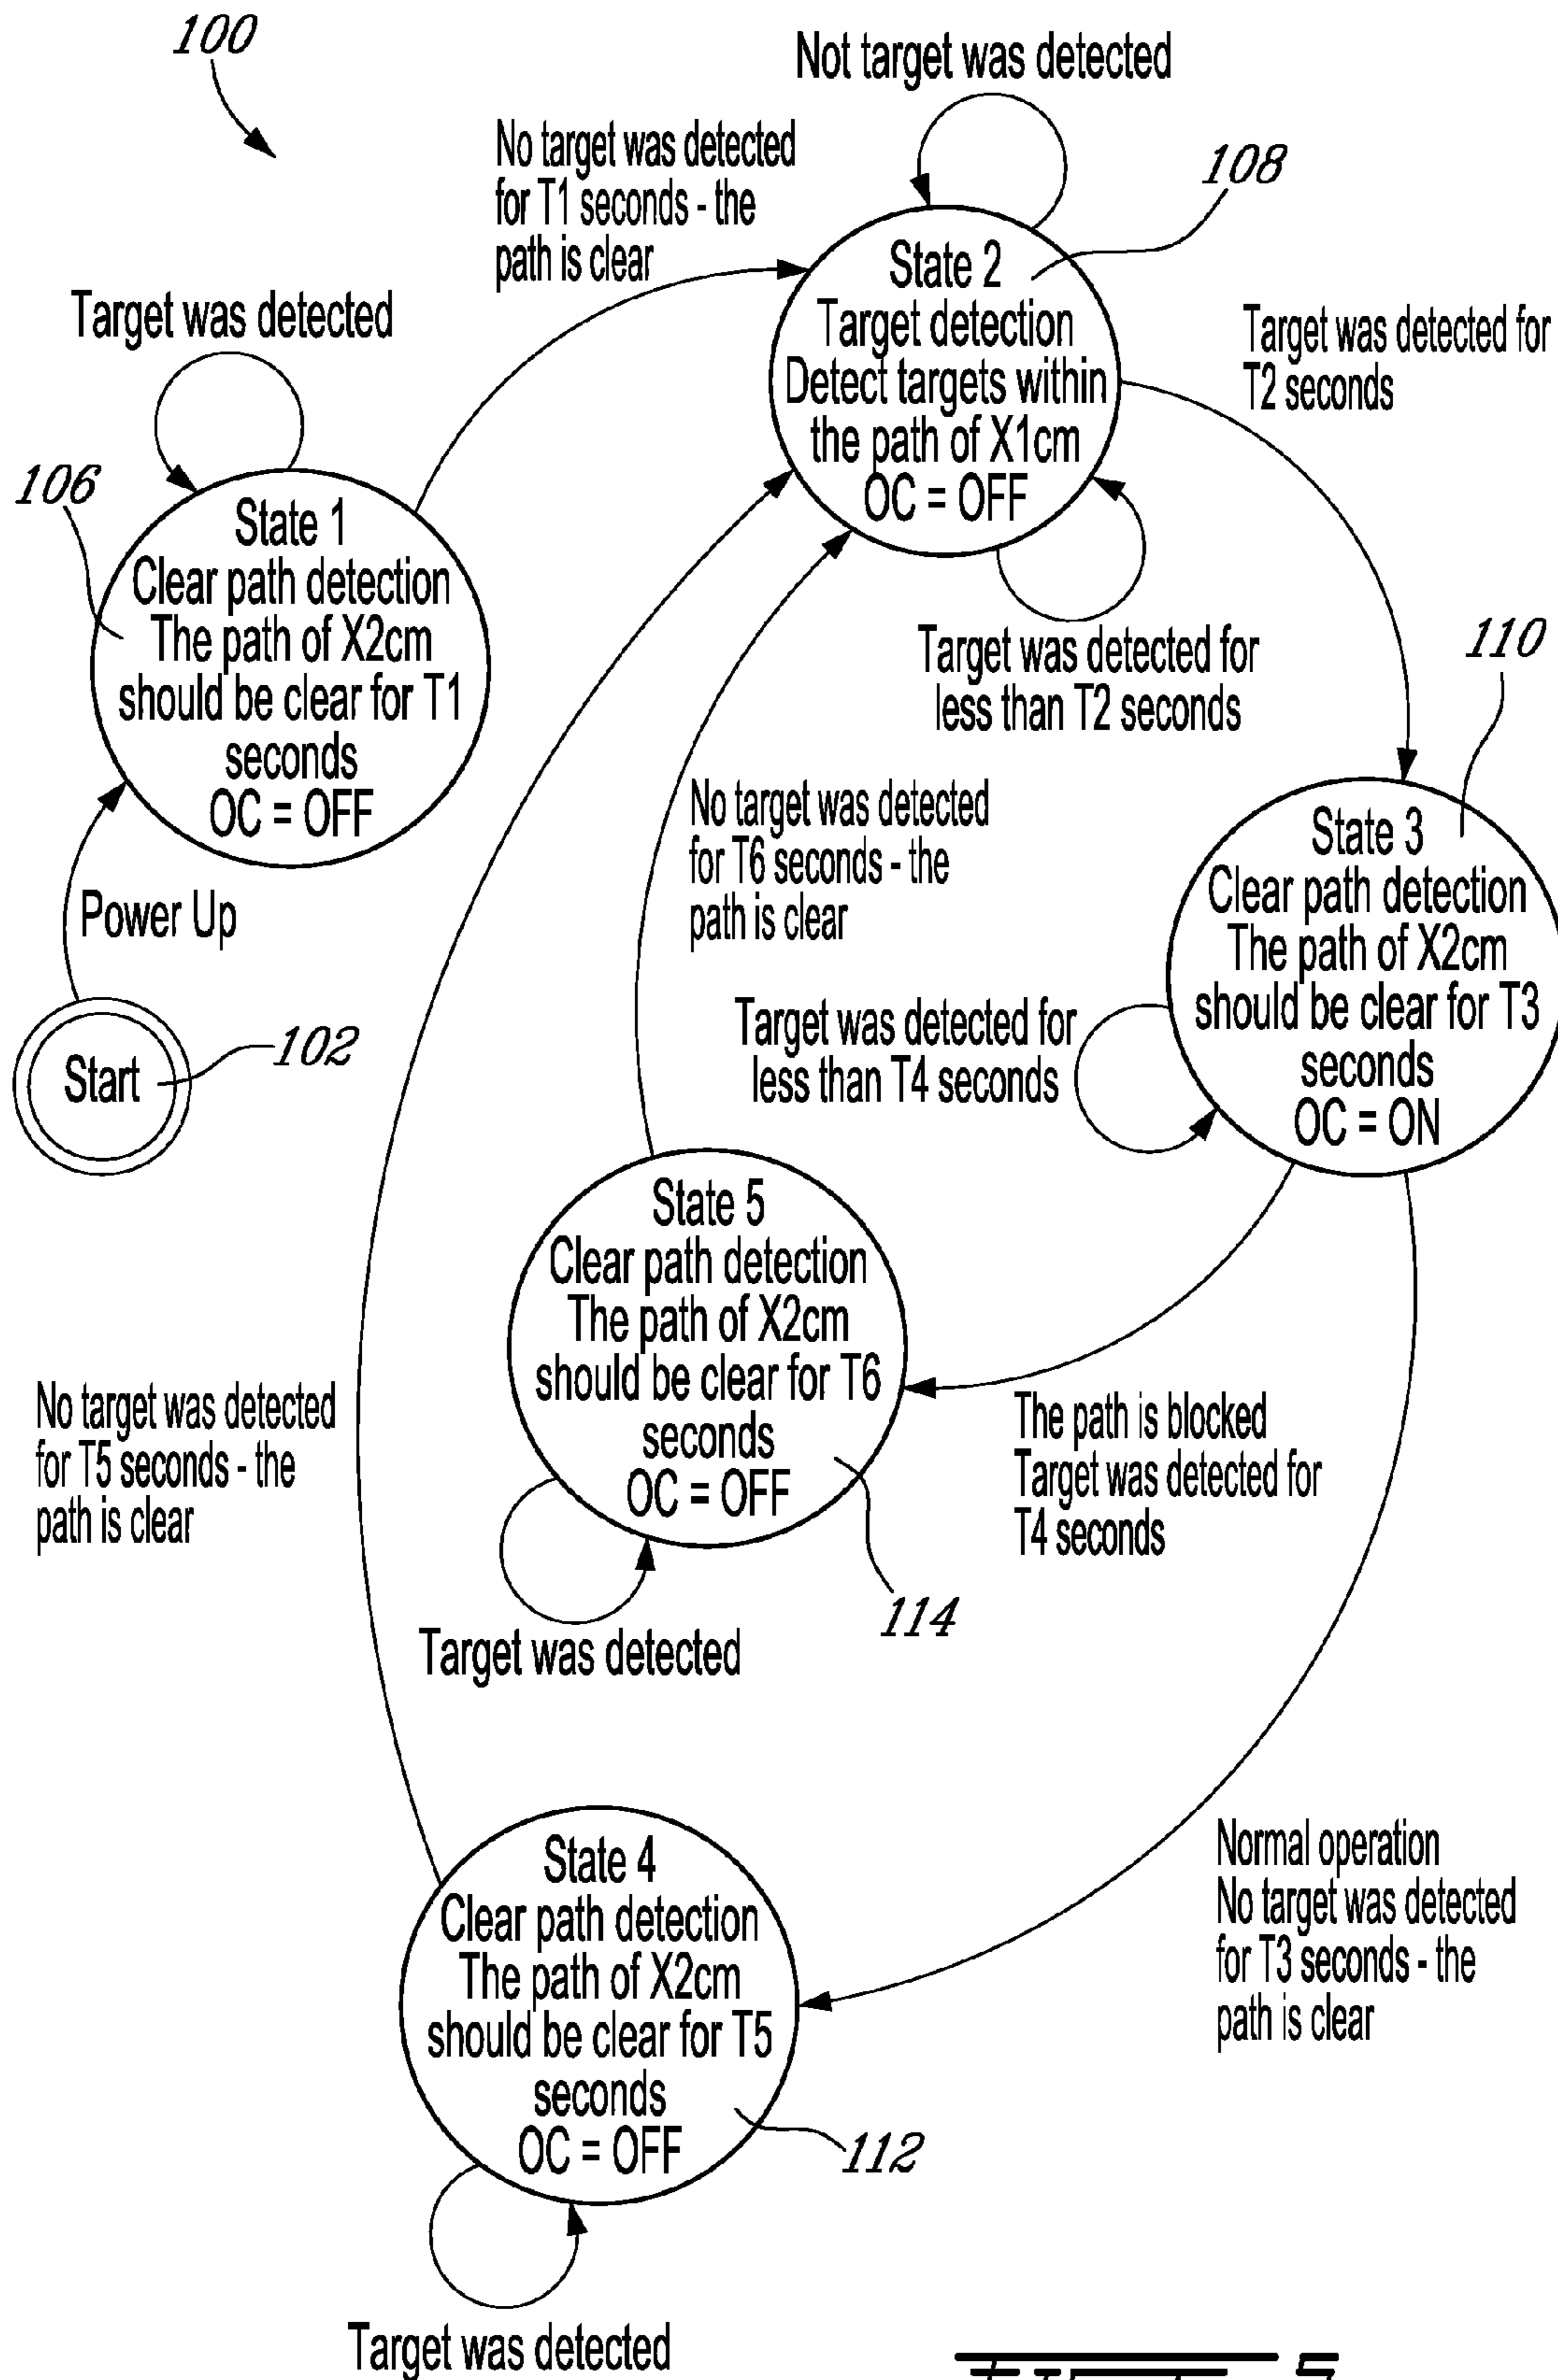 100
Not target was detected
No target was detected
for T1 seconds - the
path is clear
108
State 2
Target detection
Detect targets within
the path of X1cm
OC = OFF
Target was detected
Target was detected for
T2 seconds
106
State 1
Clear path detection
The path of X2cm
should be clear for T1
seconds
OC = OFF
Target was detected for
less than T2 seconds
110
Power Up
No target was detected
for T6 seconds - the
path is clear
State 3
Clear path detection
The path of X2cm
should be clear for T3
seconds
OC = ON
Start
102
Target was detected for
less than T4 seconds
State 5
Clear path detection
The path of X2cm
should be clear for T6
seconds
OC = OFF
No target was detected
for T5 seconds - the
path is clear
The path is blocked
Target was detected for
T4 seconds
114
Target was detected
State 4
Clear path detection
The path of X2cm
should be clear for T5
seconds
OC = OFF
Normal operation
No target was detected
for T3 seconds - the
path is clear
112
Target was detected